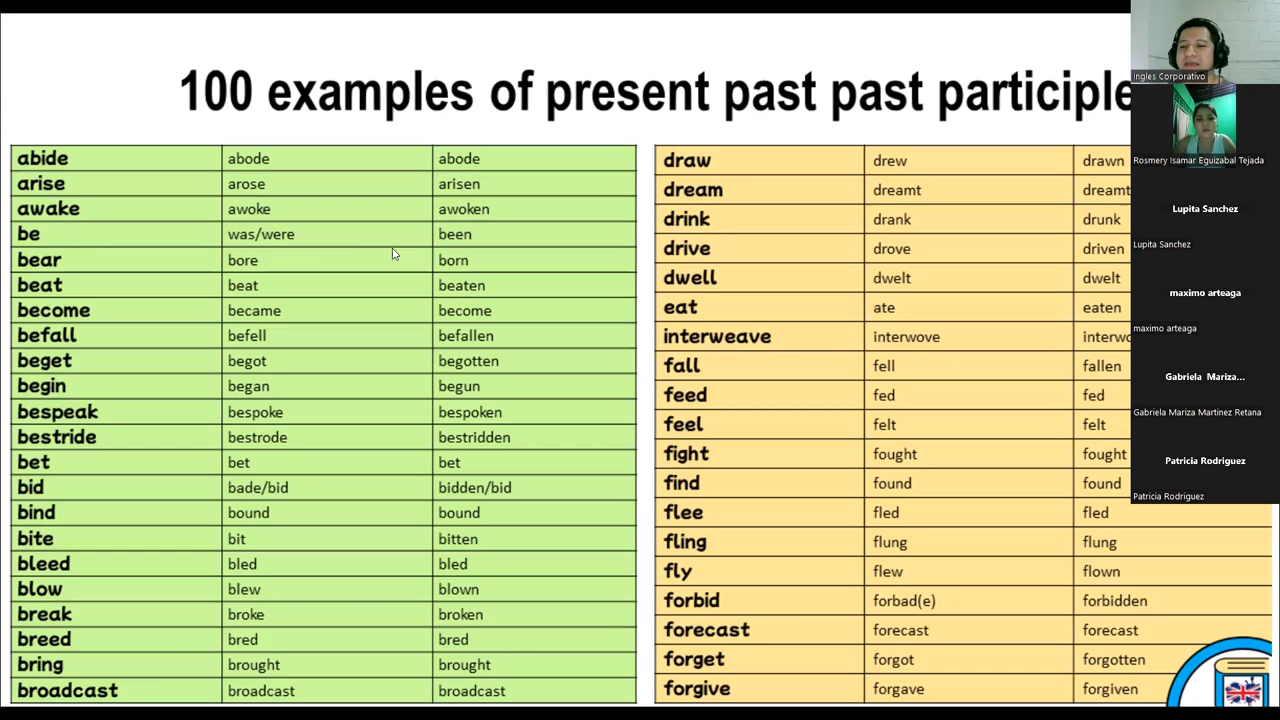 100 examples of present past past participle
abide abode abode
arise arose arisen
awake awoke awoken
be was/were been
bear bore born
beat beat beaten
become became become
befall befell befallen
beget begot begotten
begin began begun
bespeak bespoke bespoken
bestride bestrode bestridden
bet bet bet
bid bade/bid bidden/bid
bind bound bound
bite bit bitten
bleed bled bled
blow blew blown
break broke broken
breed bred bred
bring brought brought
broadcast broadcast broadcast
draw drew drawn
dream dreamt dreamt
drink drank drunk
drive drove driven
dwell dwelt dwelt
eat ate eaten
interweave interwove interwo
fall fell fallen
feed fed fed
feel felt felt
fight fought fought
find found found
flee fled fled
fling flung flung
fly flew flown
forbid forbad(e) forbidden
forecast forecast forecast
forget forgot forgotten
forgive forgave forgiven
Ingles Corporativo
Rosmery Isamar Eguizabal Tejada
Lupita Sanchez
Lupita Sanchez
maximo arteaga
maximo arteaga
Gabriela Mariza...
Gabriela Mariza Martinez Retana
Patricia Rodriguez
Patricia Rodriguez